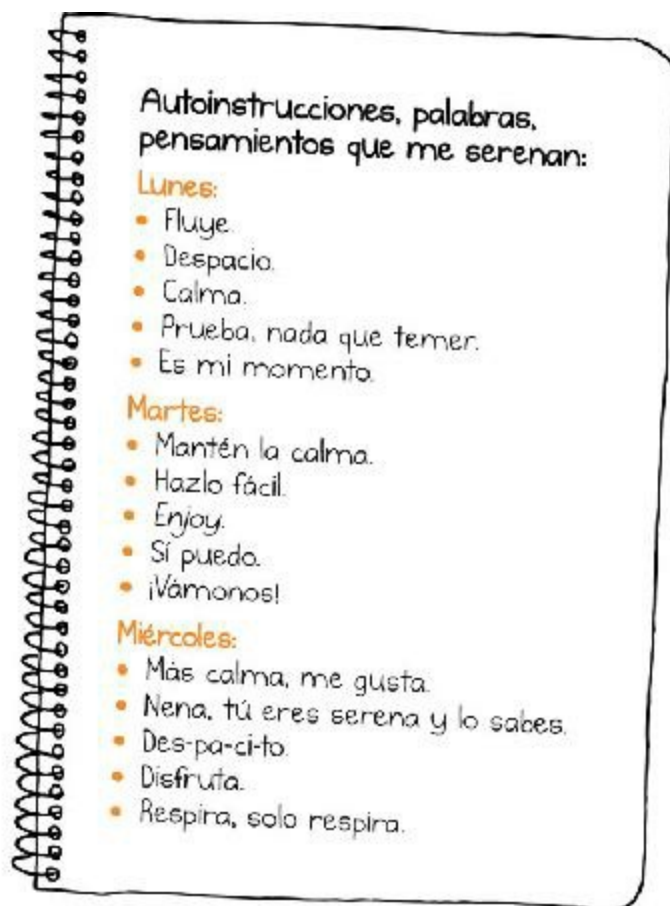 Autoinstrucciones, palabras,
pensamientos que me serenan:
Lunes:
• Fluye.
• Despacio.
• Calma.
• Prueba, nada que temer.
• Es mi momento.
Martes:
• Mantén la calma.
• Hazlo fácil.
• Enjoy.
• Sí puedo.
• ¡Vámonos!
Miércoles:
• Más calma, me gusta.
• Nena, tú eres serena y lo sabes.
• Des-pa-ci-to.
• Disfruta.
• Respira, solo respira.